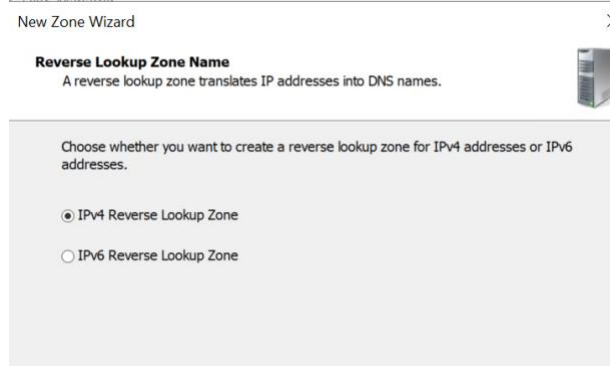 New Zone Wizard
Reverse Lookup Zone Name
A reverse lookup zone translates IP addresses into DNS names.
Choose whether you want to create a reverse lookup zone for IPv4 addresses or IPv6
addresses.
IPv4 Reverse Lookup Zone
IPv6 Reverse Lookup Zone